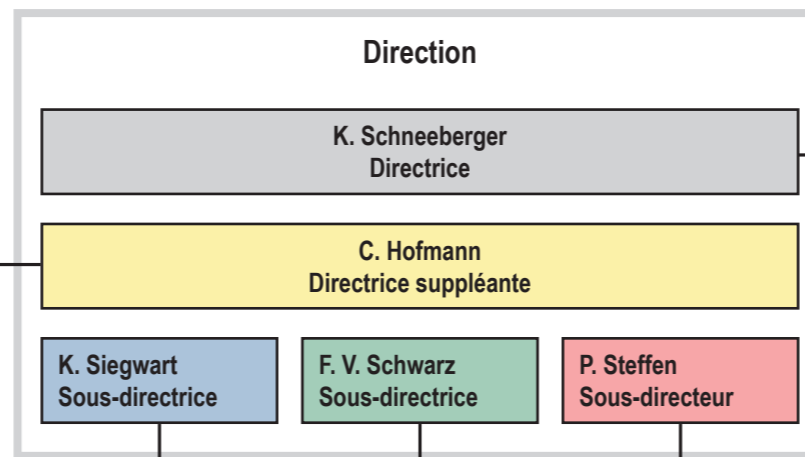 Direction
K. Schneeberger
Directrice
C. Hofmann
Directrice suppléante
K. Siegwart
Sous-directrice
F. V. Schwarz
Sous-directrice
P. Steffen
Sous-directeur